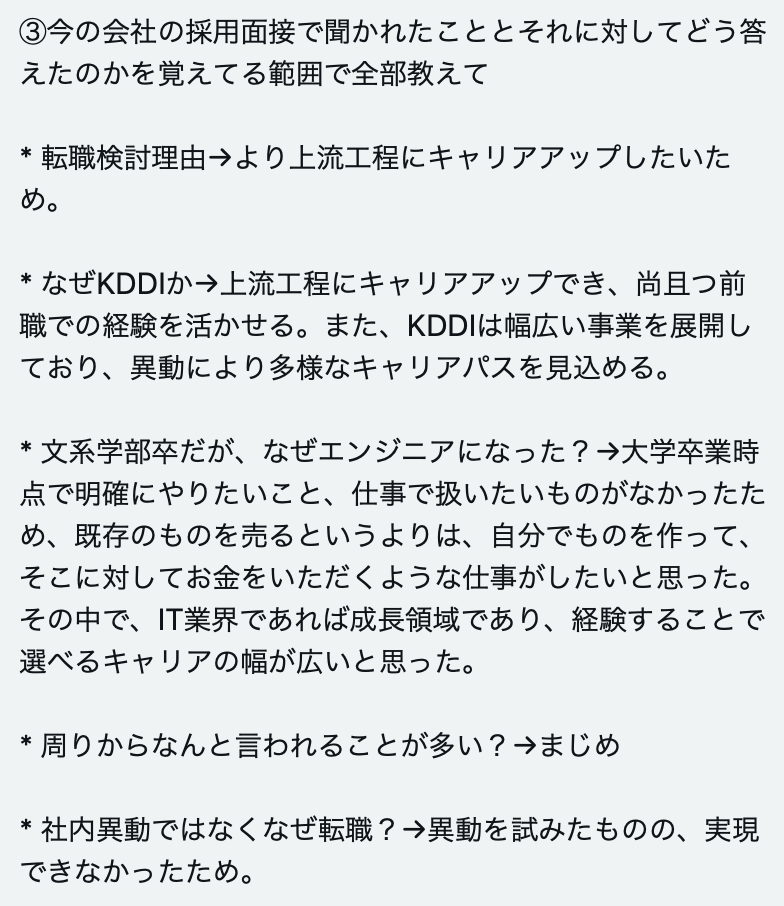 ③今の会社の採用面接で聞かれたこととそれに対してどう答
えたのかを覚えてる範囲で全部教えて
* 転職検討理由→より上流工程にキャリアアップしたいた
め。
* なぜKDDIか→上流工程にキャリアアップでき、尚且つ前
職での経験を活かせる。また、KDDIは幅広い事業を展開し
ており、異動により多様なキャリアパスを見込める。
* 文系学部卒だが、なぜエンジニアになった？→大学卒業時
点で明確にやりたいこと、仕事で扱いたいものがなかったた
め、既存のものを売るというよりは、自分でものを作って、
そこに対してお金をいただくような仕事がしたいと思った。
その中で、IT業界であれば成長領域であり、経験することで
選べるキャリアの幅が広いと思った。
* 周りからなんと言われることが多い？→まじめ
* 社内異動ではなくなぜ転職？→異動を試みたものの、実現
できなかったため。